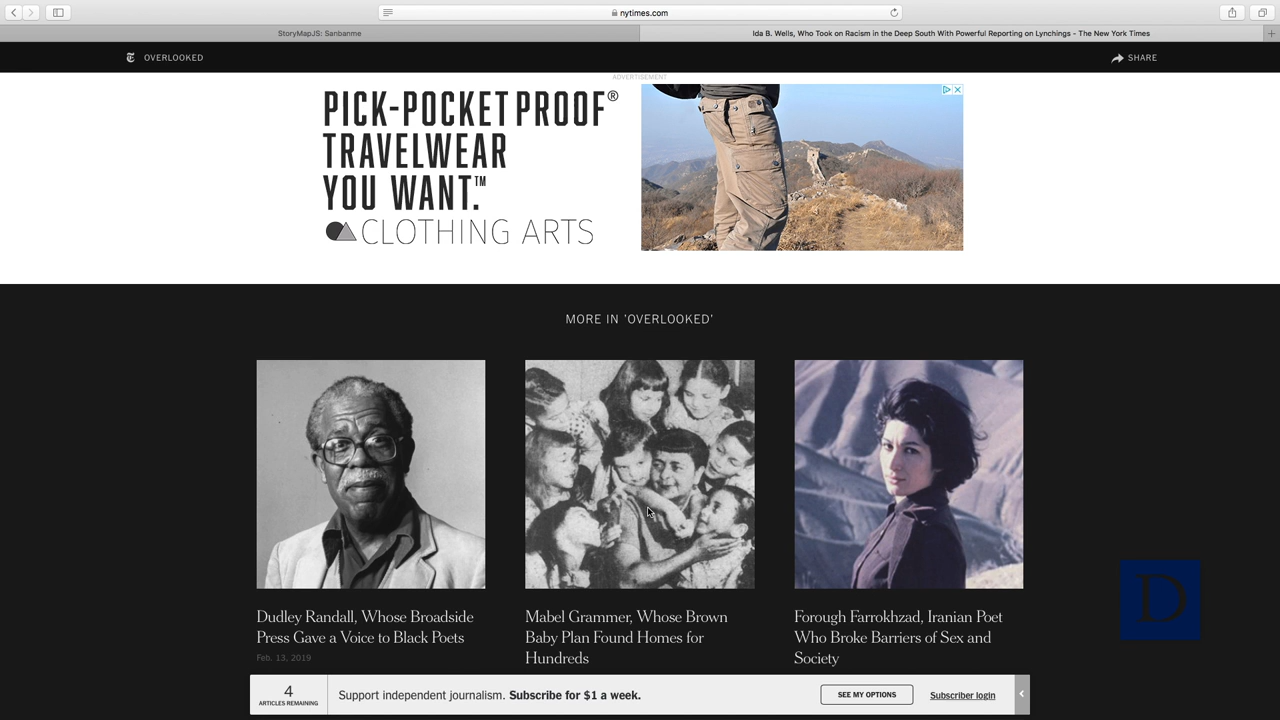 nytimes.com
StoryMapJS: Sanbanme
Ida B. Wells, Who Took on Racism in the Deep South With Powerful Reporting on Lynchings - The New York Times
T
OVERLOOKED
SHARE
ADVERTISEMENT
PICK-POCKET PROOF®
TRAVELWEAR
YOU WANT.™
CLOTHING ARTS
MORE IN ‘OVERLOOKED’
Dudley Randall, Whose Broadside
Press Gave a Voice to Black Poets
Feb. 13, 2019
Mabel Grammer, Whose Brown
Baby Plan Found Homes for
Hundreds
Forough Farrokhzad, Iranian Poet
Who Broke Barriers of Sex and
Society
D
4
ARTICLES REMAINING
Support independent journalism. Subscribe for $1 a week.
SEE MY OPTIONS
Subscriber login